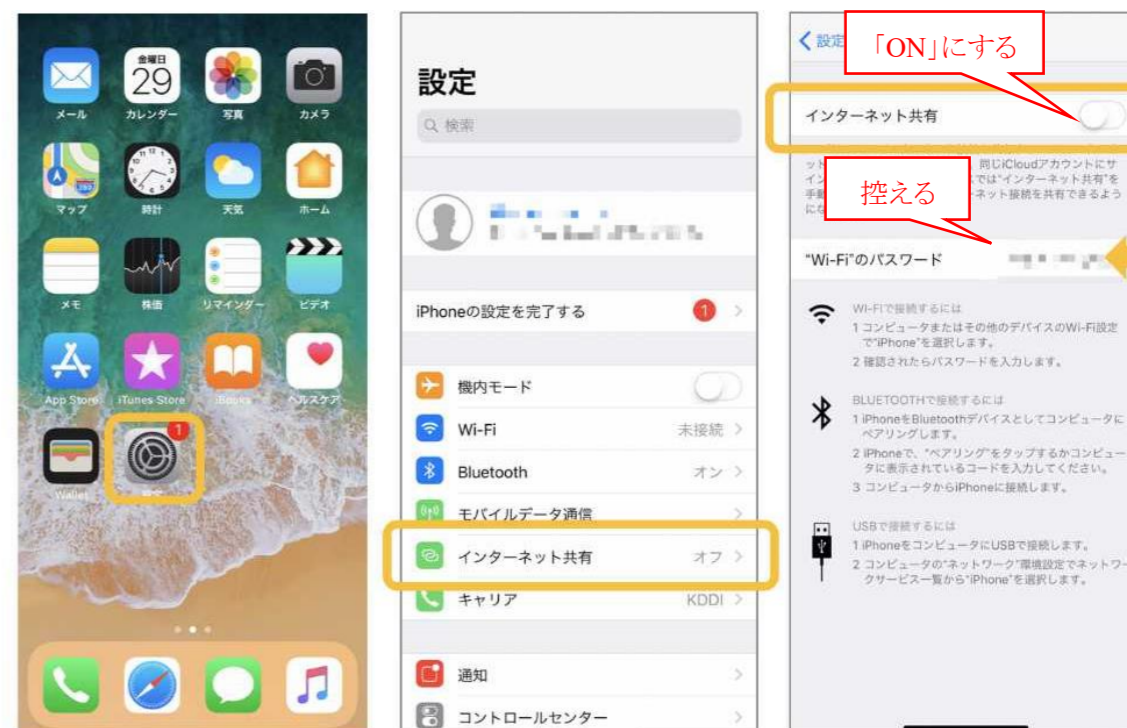 金曜日
29
メール
カレンダー
写真
カメラ
マップ
時計
天気
ホーム
メモ
株価
リマインダー
ビデオ
App Store
iTunes Store
iBooks
ヘルスケア
Wallet
1
設定
設定
検索
iPhoneの設定を完了する
1
機内モード
Wi-Fi
未接続
Bluetooth
オン
モバイルデータ通信
インターネット共有
オフ
キャリア
KDDI
通知
コントロールセンター
設定
「ON」にする
インターネット共有
同じiCloudアカウントにサ
では"インターネット共有"を
ネット接続を共有できるよう
控える
"Wi-Fi"のパスワード
WI-FIで接続するには
1 コンピュータまたはその他のデバイスのWi-Fi設定
で"iPhone"を選択します。
2 確認されたらパスワードを入力します。
BLUETOOTHで接続するには
1 iPhoneをBluetoothデバイスとしてコンピュータに
ペアリングします。
2 iPhoneで、"ペアリング"をタップするかコンピュー
タに表示されているコードを入力してください。
3 コンピュータからiPhoneに接続します。
USBで接続するには
1 iPhoneをコンピュータにUSBで接続します。
2 コンピュータの"ネットワーク"環境設定でネットワー
クサービス一覧から"iPhone"を選択します。